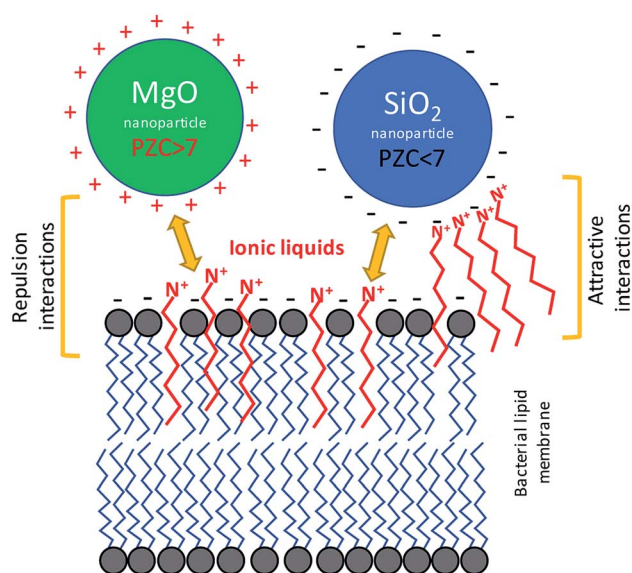 MgO
nanoparticle
PZC>7
SiO₂
nanoparticle
PZC<7
Repulsion
interactions
Ionic liquids
Attractive
interactions
N⁺
N⁺
N⁺
N⁺
N⁺
N⁺
N⁺
N⁺
N⁺
Bacterial lipid
membrane